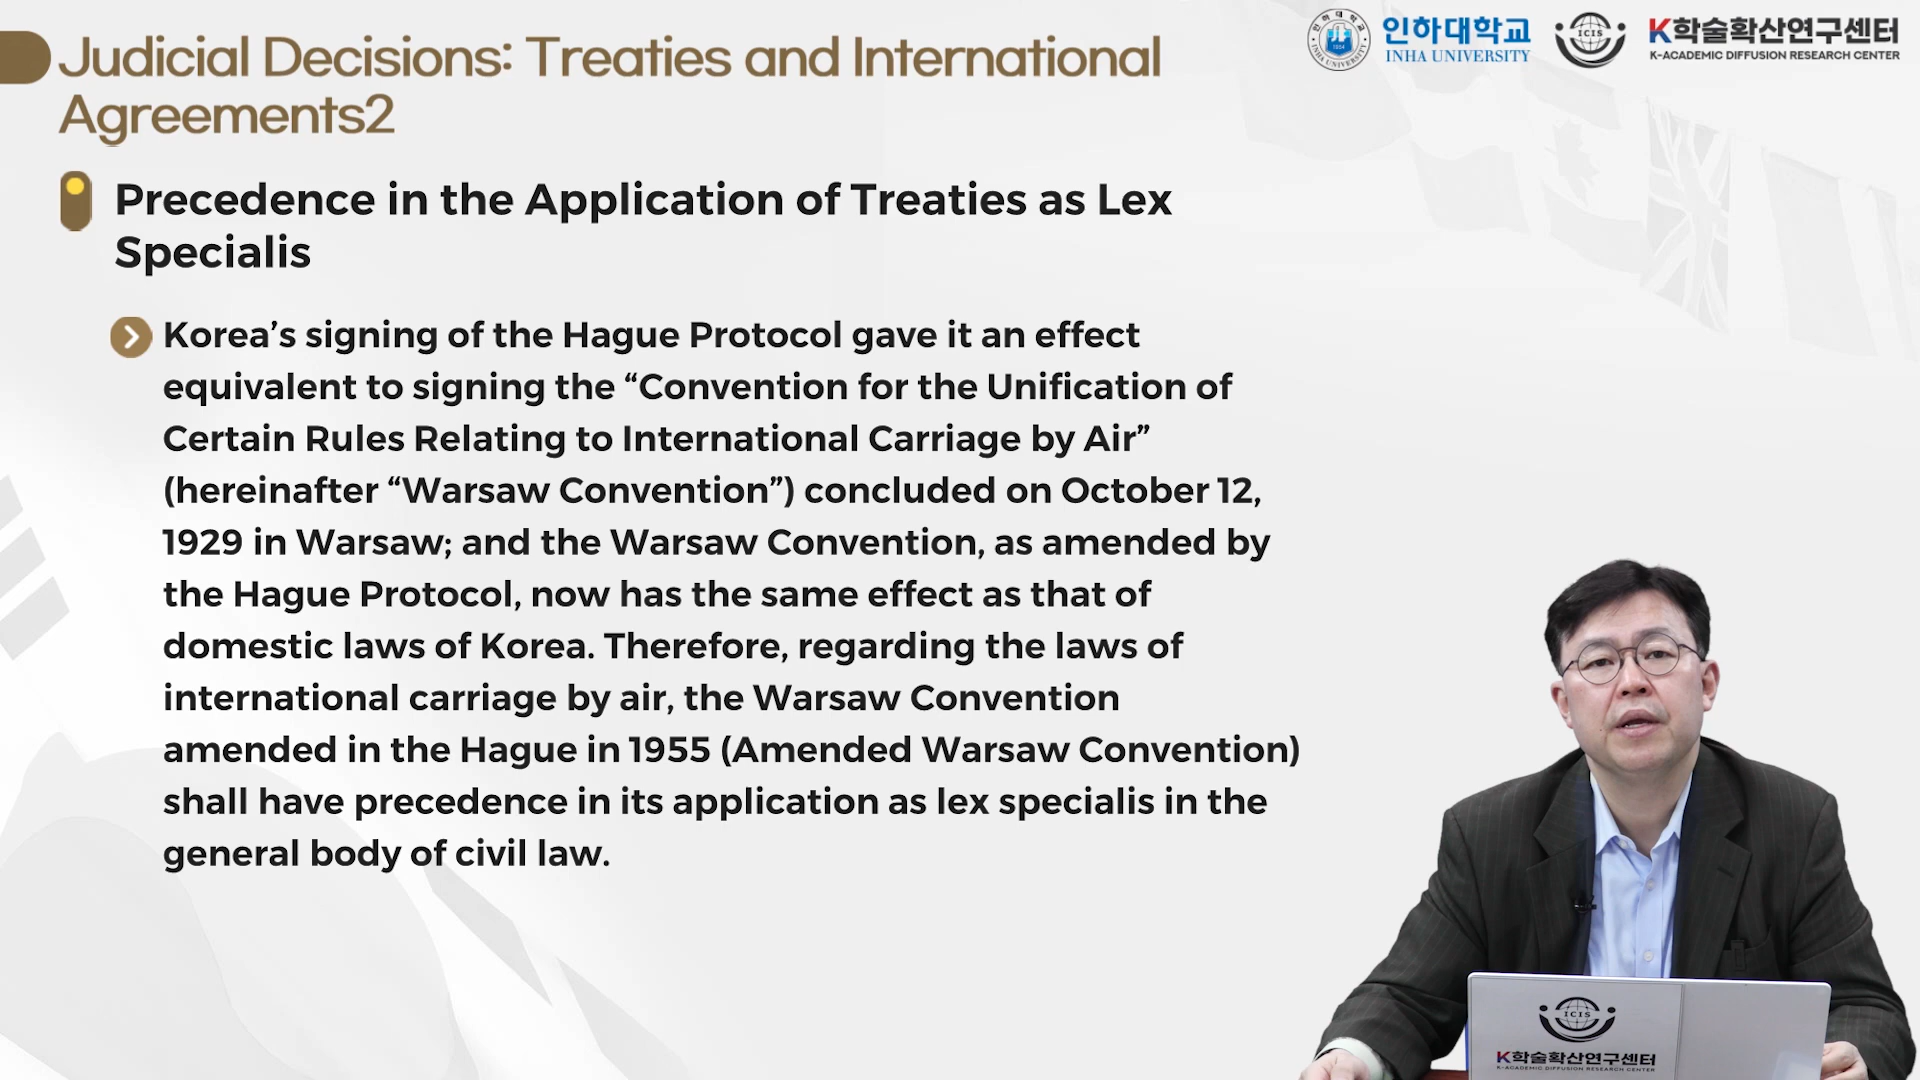 Judicial Decisions: Treaties and International
Agreements2
인하대학교
INHA UNIVERSITY
ICIS
K학술확산연구센터
K-ACADEMIC DIFFUSION RESEARCH CENTER
Precedence in the Application of Treaties as Lex
Specialis
Korea’s signing of the Hague Protocol gave it an effect
equivalent to signing the “Convention for the Unification of
Certain Rules Relating to International Carriage by Air”
(hereinafter “Warsaw Convention”) concluded on October 12,
1929 in Warsaw; and the Warsaw Convention, as amended by
the Hague Protocol, now has the same effect as that of
domestic laws of Korea. Therefore, regarding the laws of
international carriage by air, the Warsaw Convention
amended in the Hague in 1955 (Amended Warsaw Convention)
shall have precedence in its application as lex specialis in the
general body of civil law.
ICIS
K학술확산연구센터
K-ACADEMIC DIFFUSION RESEARCH CENTER